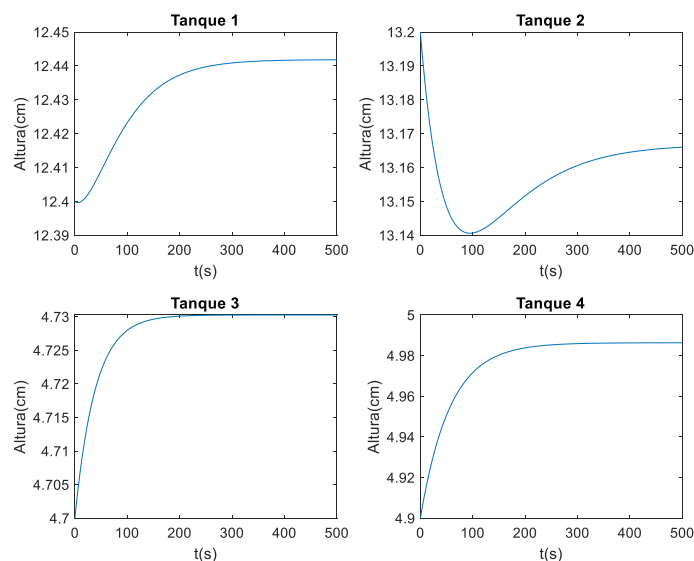 Tanque 1
12.45
12.44
12.43
12.42
12.41
12.4
12.39
Altura(cm)
0 100 200 300 400 500
t(s)
Tanque 2
13.2
13.19
13.18
13.17
13.16
13.15
13.14
Altura(cm)
0 100 200 300 400 500
t(s)
Tanque 3
4.73
4.725
4.72
4.715
4.71
4.705
4.7
Altura(cm)
0 100 200 300 400 500
t(s)
Tanque 4
5
4.98
4.96
4.94
4.92
4.9
Altura(cm)
0 100 200 300 400 500
t(s)